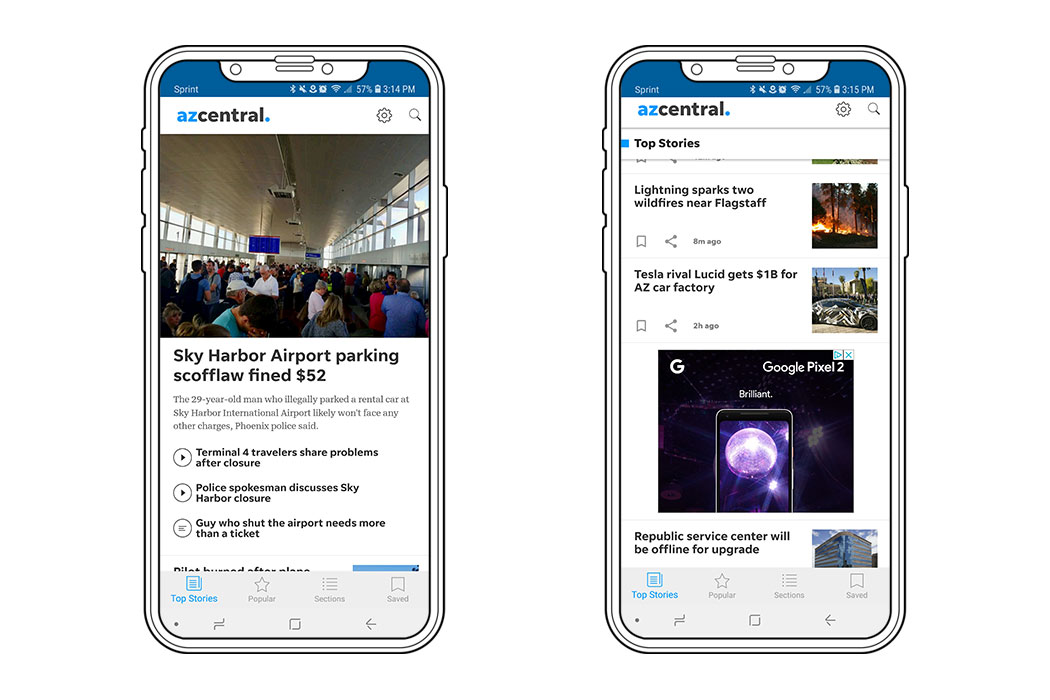 Sprint 57% 3:14 PM
azcentral.
Sky Harbor Airport parking
scofflaw fined $52
The 29-year-old man who illegally parked a rental car at
Sky Harbor International Airport likely won't face any
other charges, Phoenix police said.
Terminal 4 travelers share problems
after closure
Police spokesman discusses Sky
Harbor closure
Guy who shut the airport needs more
than a ticket
Pilot burned after plane
Top Stories Popular Sections Saved
Sprint 57% 3:15 PM
azcentral.
Top Stories
Lightning sparks two
wildfires near Flagstaff
8m ago
Tesla rival Lucid gets $1B for
AZ car factory
2h ago
G Google Pixel 2
Brilliant.
Republic service center will
be offline for upgrade
Top Stories Popular Sections Saved